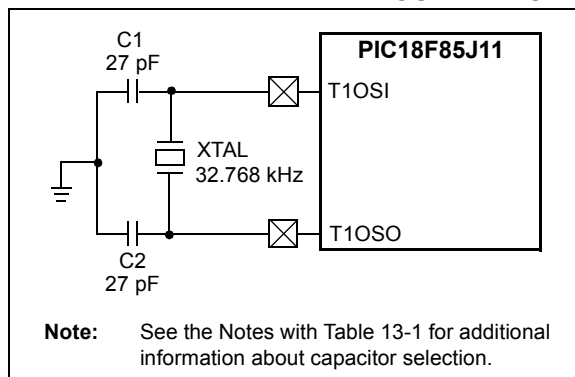 C1
27 pF
PIC18F85J11
T1OSI
XTAL
32.768 kHz
T1OSO
C2
27 pF
Note: See the Notes with Table 13-1 for additional
information about capacitor selection.